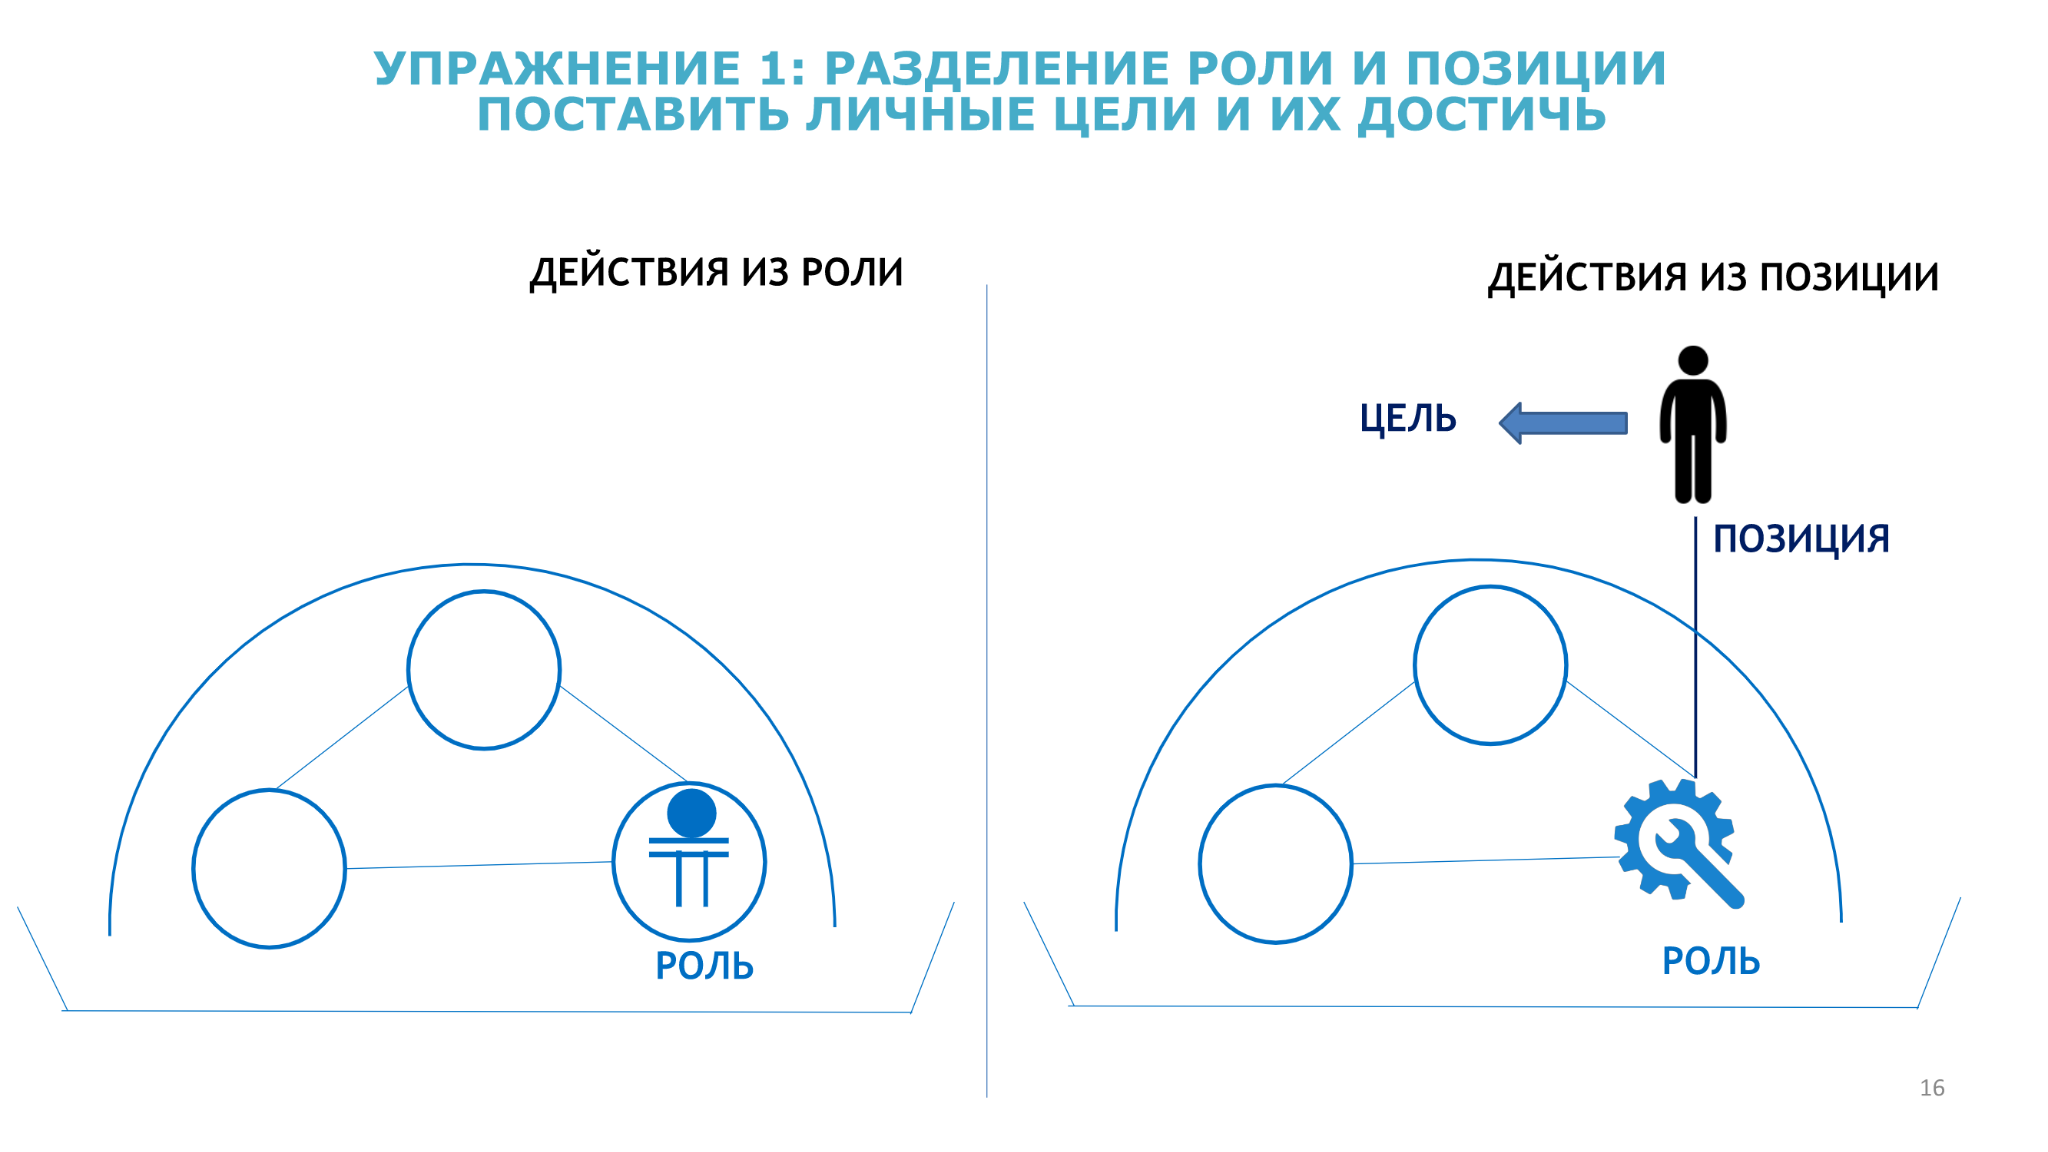 УПРАЖНЕНИЕ 1: РАЗДЕЛЕНИЕ РОЛИ И ПОЗИЦИИ
ПОСТАВИТЬ ЛИЧНЫЕ ЦЕЛИ И ИХ ДОСТИЧЬ
ДЕЙСТВИЯ ИЗ РОЛИ
РОЛЬ
ДЕЙСТВИЯ ИЗ ПОЗИЦИИ
ЦЕЛЬ
ПОЗИЦИЯ
РОЛЬ
16